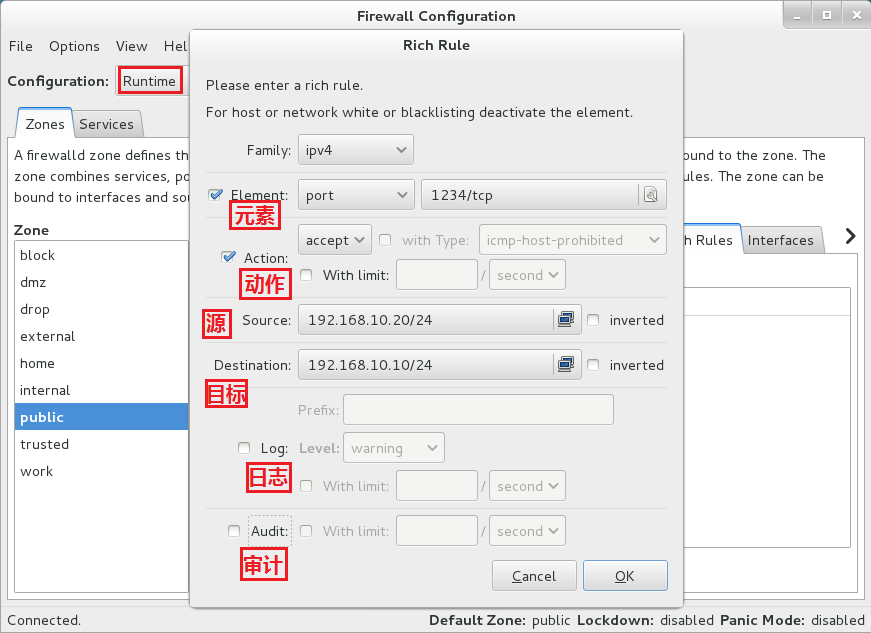 Firewall Configuration
File Options View Hel
Configuration: Runtime
Zones Services
A firewalld zone defines th
zone combines services, po
bound to interfaces and sou
Zone
block
dmz
drop
external
home
internal
public
trusted
work
Rich Rule
Please enter a rich rule.
For host or network white or blacklisting deactivate the element.
Family: ipv4
Element: port 1234/tcp
元素
Action: accept with Type: icmp-host-prohibited
动作
With limit: / second
源 Source: 192.168.10.20/24 inverted
Destination: 192.168.10.10/24 inverted
目标
Prefix:
Log: Level: warning
日志
With limit: / second
Audit: With limit: / second
审计
Cancel OK
ound to the zone. The
ules. The zone can be
h Rules Interfaces
Connected.
Default Zone: public Lockdown: disabled Panic Mode: disabled